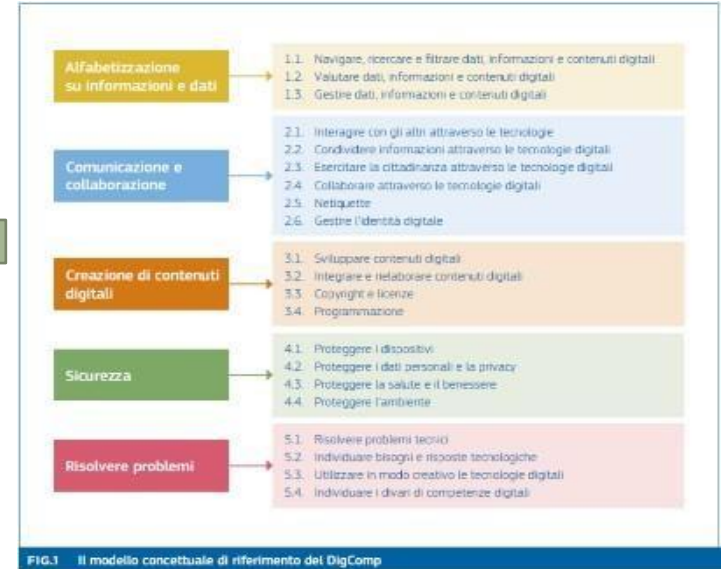 Alfabetizzazione
su informazioni e dati
1.1. Navigare, ricercare e filtrare dati, informazioni e contenuti digitali
1.2. Valutare dati, informazioni e contenuti digitali
1.3. Gestire dati, informazioni e contenuti digitali
Comunicazione e
collaborazione
2.1. Interagire con gli altri attraverso le tecnologie
2.2. Condividere informazioni attraverso le tecnologie digitali
2.3. Esercitare la cittadinanza attraverso le tecnologie digitali
2.4. Collaborare attraverso le tecnologie digitali
2.5. Netiquette
2.6. Gestire l'identità digitale
Creazione di contenuti
digitali
3.1. Sviluppare contenuti digitali
3.2. Integrare e rielaborare contenuti digitali
3.3. Copyright e licenze
3.4. Programmazione
Sicurezza
4.1. Proteggere i dispositivi
4.2. Proteggere i dati personali e la privacy
4.3. Proteggere la salute e il benessere
4.4. Proteggere l'ambiente
Risolvere problemi
5.1. Risolvere problemi tecnici
5.2. Individuare bisogni e risposte tecnologiche
5.3. Utilizzare in modo creativo le tecnologie digitali
5.4. Individuare i divari di competenze digitali
FIG.1 Il modello concettuale di riferimento del DigComp